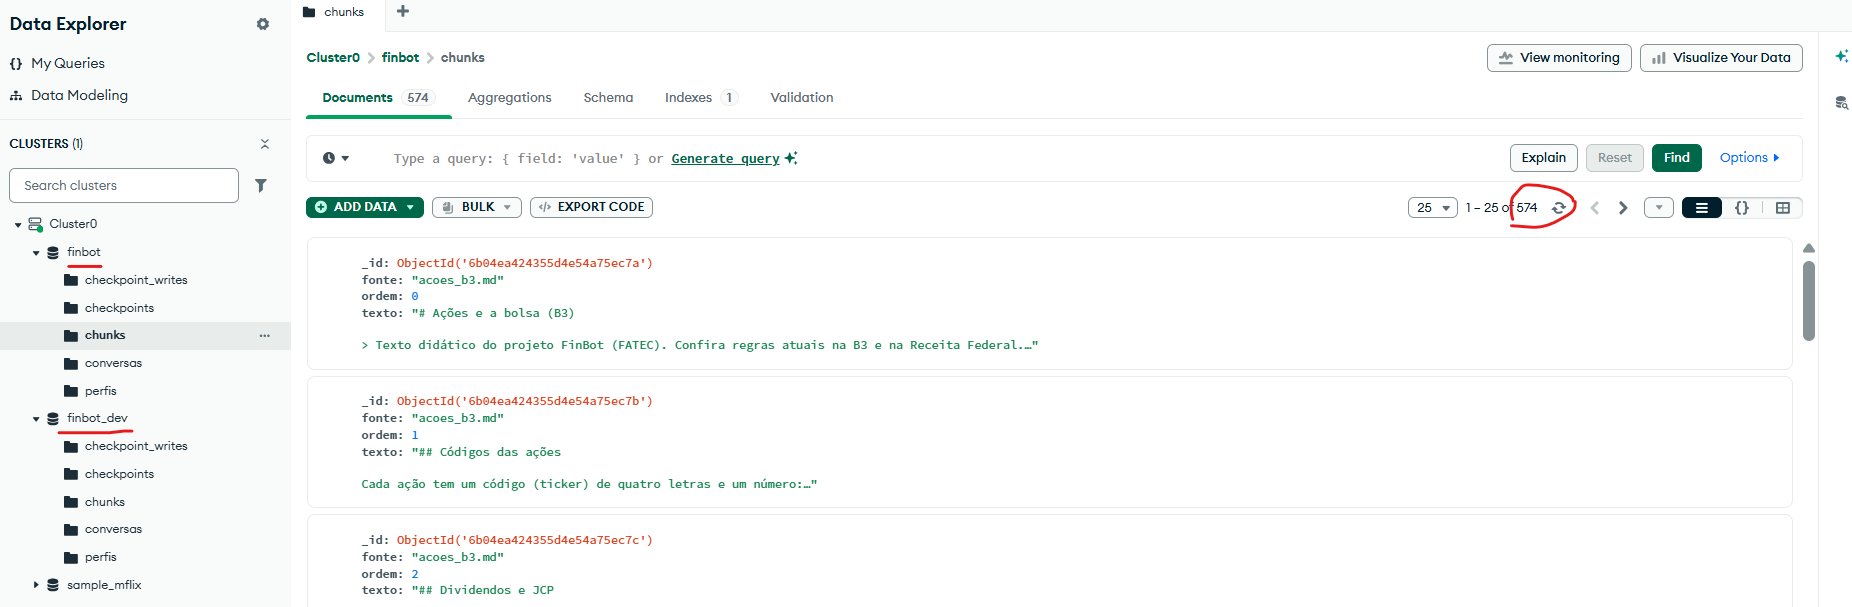 Data Explorer
My Queries
Data Modeling
CLUSTERS (1)
Search clusters
Cluster0
finbot
checkpoint_writes
checkpoints
chunks
conversas
perfis
finbot_dev
checkpoint_writes
checkpoints
chunks
conversas
perfis
sample_mflix
chunks
Cluster0 > finbot > chunks
View monitoring
Visualize Your Data
Documents 574 Aggregations Schema Indexes 1 Validation
Type a query: { field: 'value' } or Generate query
Explain Reset Find Options
ADD DATA BULK EXPORT CODE
25 1 – 25 of 574
_id: ObjectId('6b04ea424355d4e54a75ec7a')
fonte: "acoes_b3.md"
ordem: 0
texto: "# Ações e a bolsa (B3)
> Texto didático do projeto FinBot (FATEC). Confira regras atuais na B3 e na Receita Federal.…"
_id: ObjectId('6b04ea424355d4e54a75ec7b')
fonte: "acoes_b3.md"
ordem: 1
texto: "## Códigos das ações
Cada ação tem um código (ticker) de quatro letras e um número:…"
_id: ObjectId('6b04ea424355d4e54a75ec7c')
fonte: "acoes_b3.md"
ordem: 2
texto: "## Dividendos e JCP